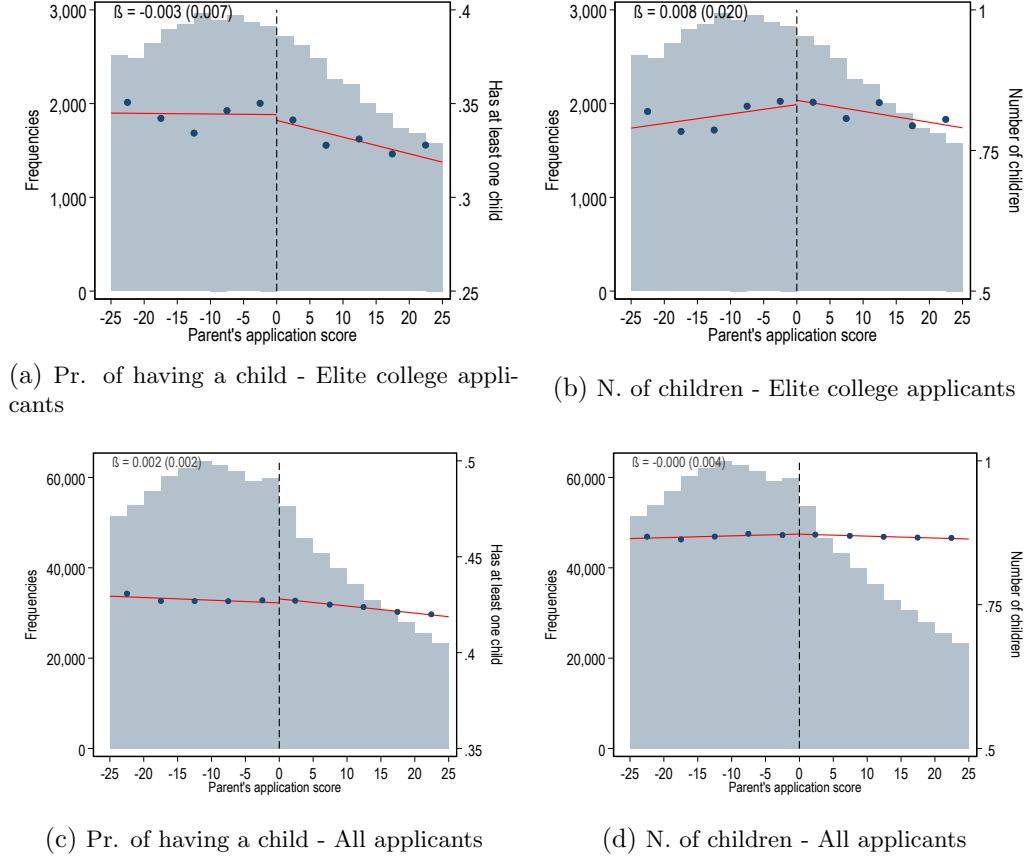 ß = -0.003 (0.007)
3,000
2,000
1,000
0
Frequencies
.4
.35
.3
.25
Has at least one child
-25 -20 -15 -10 -5 0 5 10 15 20 25
Parent's application score
(a) Pr. of having a child - Elite college appli-
cants
ß = 0.008 (0.020)
3,000
2,000
1,000
0
Frequencies
1
.75
.5
Number of children
-25 -20 -15 -10 -5 0 5 10 15 20 25
Parent's application score
(b) N. of children - Elite college applicants
ß = 0.002 (0.002)
60,000
40,000
20,000
0
Frequencies
.5
.45
.4
.35
Has at least one child
-25 -20 -15 -10 -5 0 5 10 15 20 25
Parent's application score
(c) Pr. of having a child - All applicants
ß = -0.000 (0.004)
60,000
40,000
20,000
0
Frequencies
1
.75
.5
Number of children
-25 -20 -15 -10 -5 0 5 10 15 20 25
Parent's application score
(d) N. of children - All applicants